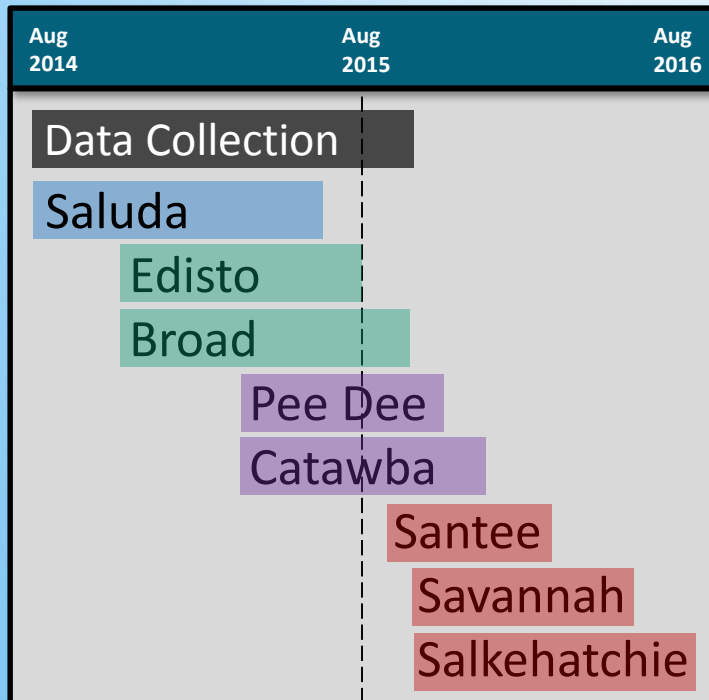 Aug Aug Aug
2014 2015 2016
Data Collection
Saluda
Edisto
Broad
Pee Dee
Catawba
Santee
Savannah
Salkehatchie